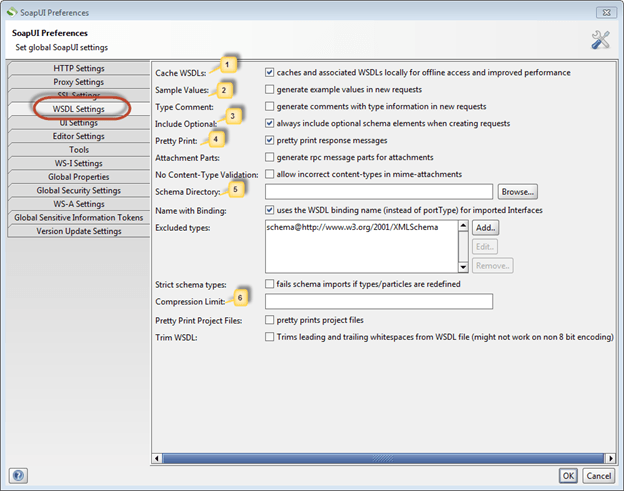 SoapUI Preferences
SoapUI Preferences
Set global SoapUI settings
HTTP Settings
Proxy Settings
SSL Settings
WSDL Settings
UI Settings
Editor Settings
Tools
WS-I Settings
Global Properties
Global Security Settings
WS-A Settings
Global Sensitive Information Tokens
Version Update Settings
Cache WSDLs: 1 caches and associated WSDLs locally for offline access and improved performance
Sample Values: 2 generate example values in new requests
Type Comment: generate comments with type information in new requests
Include Optional: 3 always include optional schema elements when creating requests
Pretty Print: 4 pretty print response messages
Attachment Parts: generate rpc message parts for attachments
No Content-Type Validation: allow incorrect content-types in mime-attachments
Schema Directory: 5 Browse...
Name with Binding: uses the WSDL binding name (instead of portType) for imported Interfaces
Excluded types: schema@http://www.w3.org/2001/XMLSchema Add..
Edit..
Remove..
Strict schema types: fails schema imports if types/particles are redefined
Compression Limit: 6
Pretty Print Project Files: pretty prints project files
Trim WSDL: Trims leading and trailing whitespaces from WSDL file (might not work on non 8 bit encoding)
? OK Cancel